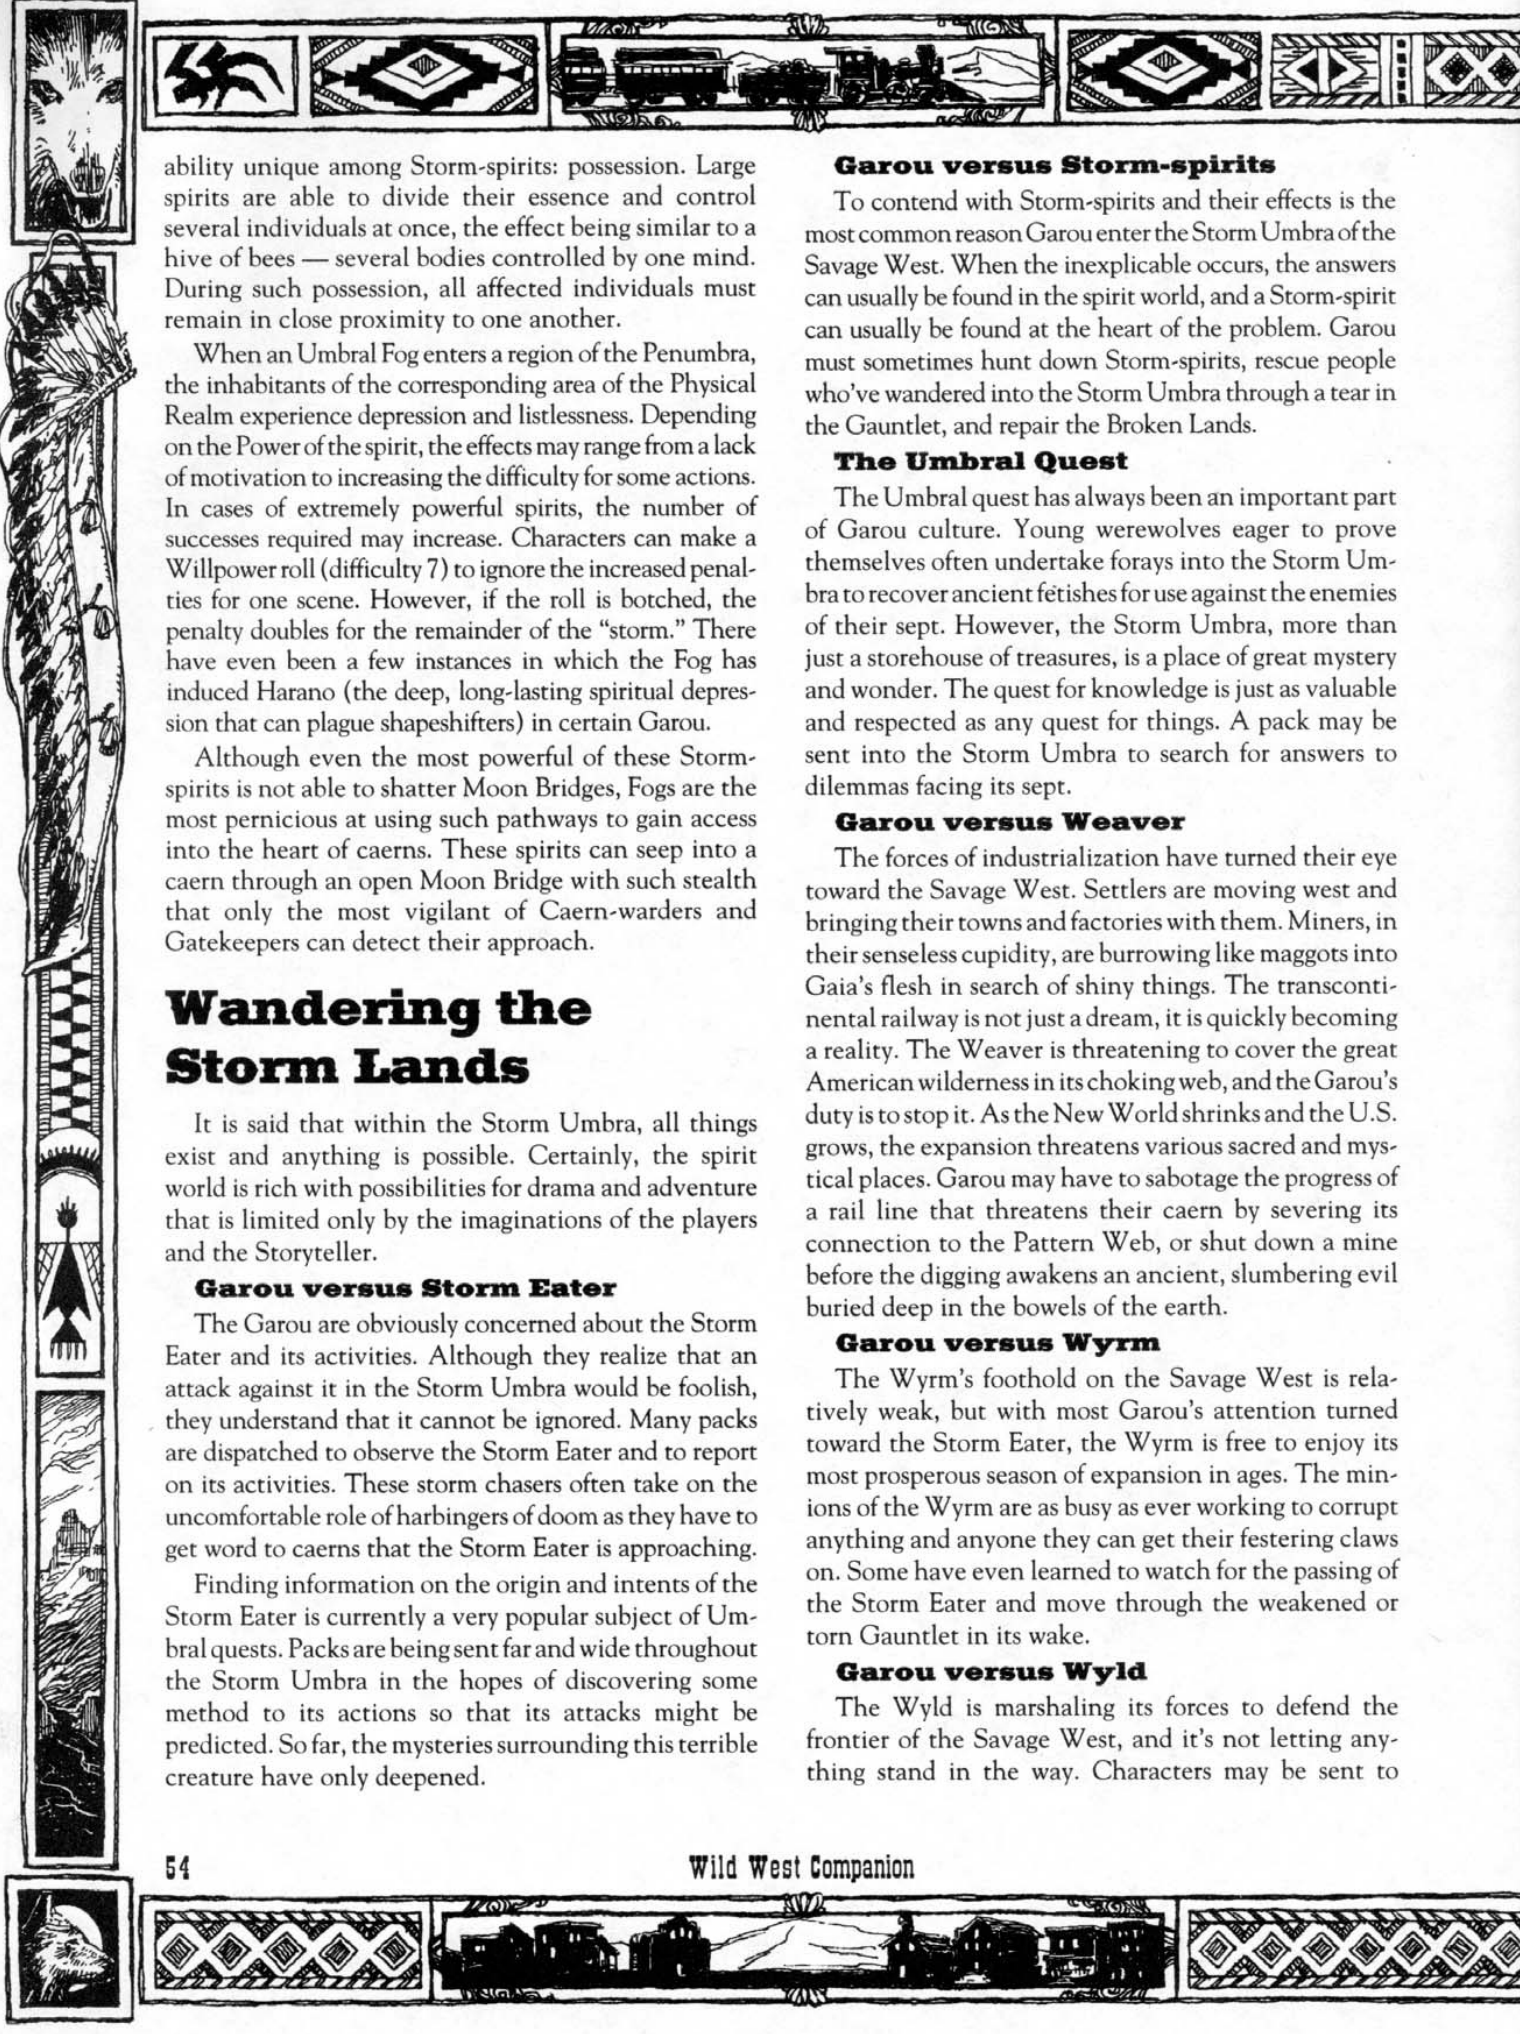 ability unique among Storm-spirits: possession. Large
spirits are able to divide their essence and control
several individuals at once, the effect being similar to a
hive of bees — several bodies controlled by one mind.
During such possession, all affected individuals must
remain in close proximity to one another.
When an Umbral Fog enters a region of the Penumbra,
the inhabitants of the corresponding area of the Physical
Realm experience depression and listlessness. Depending
on the Power of the spirit, the effects may range from a lack
of motivation to increasing the difficulty for some actions.
In cases of extremely powerful spirits, the number of
successes required may increase. Characters can make a
Willpower roll (difficulty 7) to ignore the increased penal-
ties for one scene. However, if the roll is botched, the
penalty doubles for the remainder of the “storm.” There
have even been a few instances in which the Fog has
induced Harano (the deep, long-lasting spiritual depres-
sion that can plague shapeshifters) in certain Garou.
Although even the most powerful of these Storm-
spirits is not able to shatter Moon Bridges, Fogs are the
most pernicious at using such pathways to gain access
into the heart of caerns. These spirits can seep into a
caern through an open Moon Bridge with such stealth
that only the most vigilant of Caern-warders and
Gatekeepers can detect their approach.
Wandering the
Storm Lands
It is said that within the Storm Umbra, all things
exist and anything is possible. Certainly, the spirit
world is rich with possibilities for drama and adventure
that is limited only by the imaginations of the players
and the Storyteller.
Garou versus Storm Eater
The Garou are obviously concerned about the Storm
Eater and its activities. Although they realize that an
attack against it in the Storm Umbra would be foolish,
they understand that it cannot be ignored. Many packs
are dispatched to observe the Storm Eater and to report
on its activities. These storm chasers often take on the
uncomfortable role of harbingers of doom as they have to
get word to caerns that the Storm Eater is approaching.
Finding information on the origin and intents of the
Storm Eater is currently a very popular subject of Um-
bral quests. Packs are being sent far and wide throughout
the Storm Umbra in the hopes of discovering some
method to its actions so that its attacks might be
predicted. So far, the mysteries surrounding this terrible
creature have only deepened.
Garou versus Storm-spirits
To contend with Storm-spirits and their effects is the
most common reason Garou enter the Storm Umbra of the
Savage West. When the inexplicable occurs, the answers
can usually be found in the spirit world, and a Storm-spirit
can usually be found at the heart of the problem. Garou
must sometimes hunt down Storm-spirits, rescue people
who've wandered into the Storm Umbra through a tear in
the Gauntlet, and repair the Broken Lands.
The Umbral Quest
The Umbral quest has always been an important part
of Garou culture. Young werewolves eager to prove
themselves often undertake forays into the Storm Um-
bra to recover ancient fetishes for use against the enemies
of their sept. However, the Storm Umbra, more than
just a storehouse of treasures, is a place of great mystery
and wonder. The quest for knowledge is just as valuable
and respected as any quest for things. A pack may be
sent into the Storm Umbra to search for answers to
dilemmas facing its sept.
Garou versus Weaver
The forces of industrialization have turned their eye
toward the Savage West. Settlers are moving west and
bringing their towns and factories with them. Miners, in
their senseless cupidity, are burrowing like maggots into
Gaia's flesh in search of shiny things. The transconti-
nental railway is not just a dream, it is quickly becoming
a reality. The Weaver is threatening to cover the great
American wilderness in its choking web, and the Garou's
duty is to stop it. As the New World shrinks and the U.S.
grows, the expansion threatens various sacred and mys-
tical places. Garou may have to sabotage the progress of
a rail line that threatens their caern by severing its
connection to the Pattern Web, or shut down a mine
before the digging awakens an ancient, slumbering evil
buried deep in the bowels of the earth.
Garou versus Wyrm
The Wyrm's foothold on the Savage West is rela-
tively weak, but with most Garou's attention turned
toward the Storm Eater, the Wyrm is free to enjoy its
most prosperous season of expansion in ages. The min-
ions of the Wyrm are as busy as ever working to corrupt
anything and anyone they can get their festering claws
on. Some have even learned to watch for the passing of
the Storm Eater and move through the weakened or
torn Gauntlet in its wake.
Garou versus Wyld
The Wyld is marshaling its forces to defend the
frontier of the Savage West, and it's not letting any-
thing stand in the way. Characters may be sent to
54
Wild West Companion